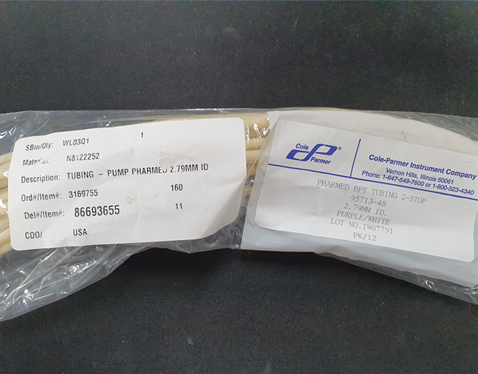 SBin/Qty: WL0301 1
Material: N8122252
Description: TUBING - PUMP PHARMED 2.79MM ID
Ord#/Item#: 3169755 160
Del#/Item#: 86693655 11
COO/ USA
Cole Parmer
Cole-Parmer Instrument Company
Vernon Hills, Illinois 60061
Phone: 1-847-549-7600 or 1-800-323-4340
PHARMED BPT TUBING 2-STOP
95713-48
2.79MM ID.
PURPLE/WHITE
LOT NO.IW07791
PK/12